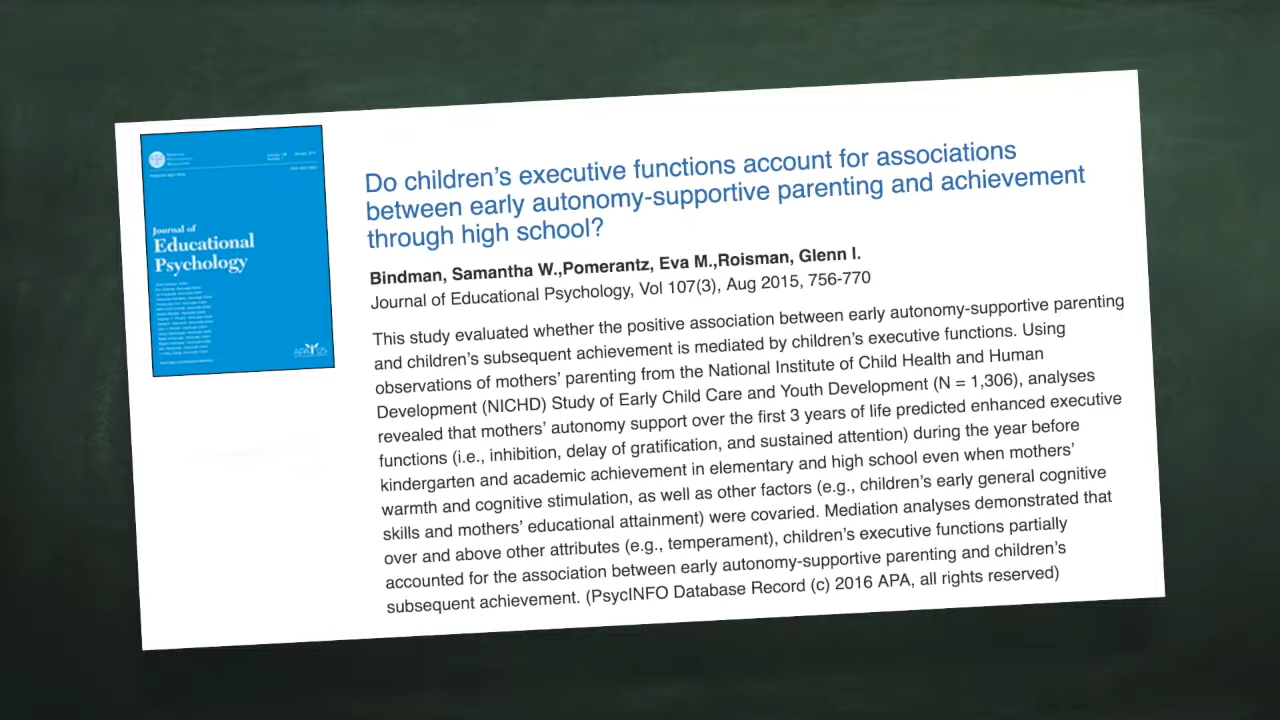 Journal of
Educational
Psychology
Do children's executive functions account for associations
between early autonomy-supportive parenting and achievement
through high school?
Bindman, Samantha W.,Pomerantz, Eva M.,Roisman, Glenn I.
Journal of Educational Psychology, Vol 107(3), Aug 2015, 756-770
This study evaluated whether the positive association between early autonomy-supportive parenting
and children's subsequent achievement is mediated by children's executive functions. Using
observations of mothers' parenting from the National Institute of Child Health and Human
Development (NICHD) Study of Early Child Care and Youth Development (N = 1,306), analyses
revealed that mothers' autonomy support over the first 3 years of life predicted enhanced executive
functions (i.e., inhibition, delay of gratification, and sustained attention) during the year before
kindergarten and academic achievement in elementary and high school even when mothers'
warmth and cognitive stimulation, as well as other factors (e.g., children's early general cognitive
skills and mothers' educational attainment) were covaried. Mediation analyses demonstrated that
over and above other attributes (e.g., temperament), children's executive functions partially
accounted for the association between early autonomy-supportive parenting and children's
subsequent achievement. (PsycINFO Database Record (c) 2016 APA, all rights reserved)